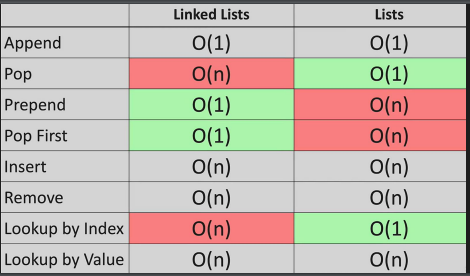 Linked Lists Lists
Append O(1) O(1)
Pop O(n) O(1)
Prepend O(1) O(n)
Pop First O(1) O(n)
Insert O(n) O(n)
Remove O(n) O(n)
Lookup by Index O(n) O(1)
Lookup by Value O(n) O(n)